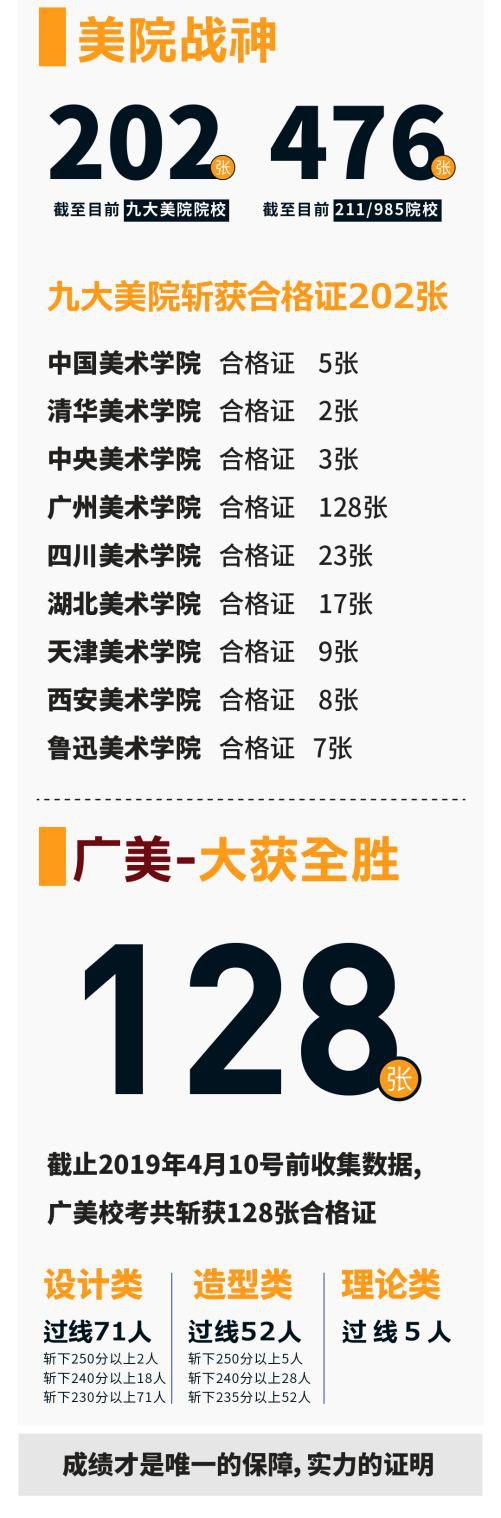 美院战神
202张 476张
截至目前 九大美院院校 截至目前 211/985院校
九大美院斩获合格证202张
中国美术学院 合格证 5张
清华美术学院 合格证 2张
中央美术学院 合格证 3张
广州美术学院 合格证 128张
四川美术学院 合格证 23张
湖北美术学院 合格证 17张
天津美术学院 合格证 9张
西安美术学院 合格证 8张
鲁迅美术学院 合格证 7张
广美-大获全胜
128张
截止2019年4月10号前收集数据,
广美校考共斩获128张合格证
设计类 造型类 理论类
过线71人 过线52人 过线5人
斩下250分以上2人 斩下250分以上5人
斩下240分以上18人 斩下240分以上28人
斩下230分以上71人 斩下235分以上52人
成绩才是唯一的保障,实力的证明